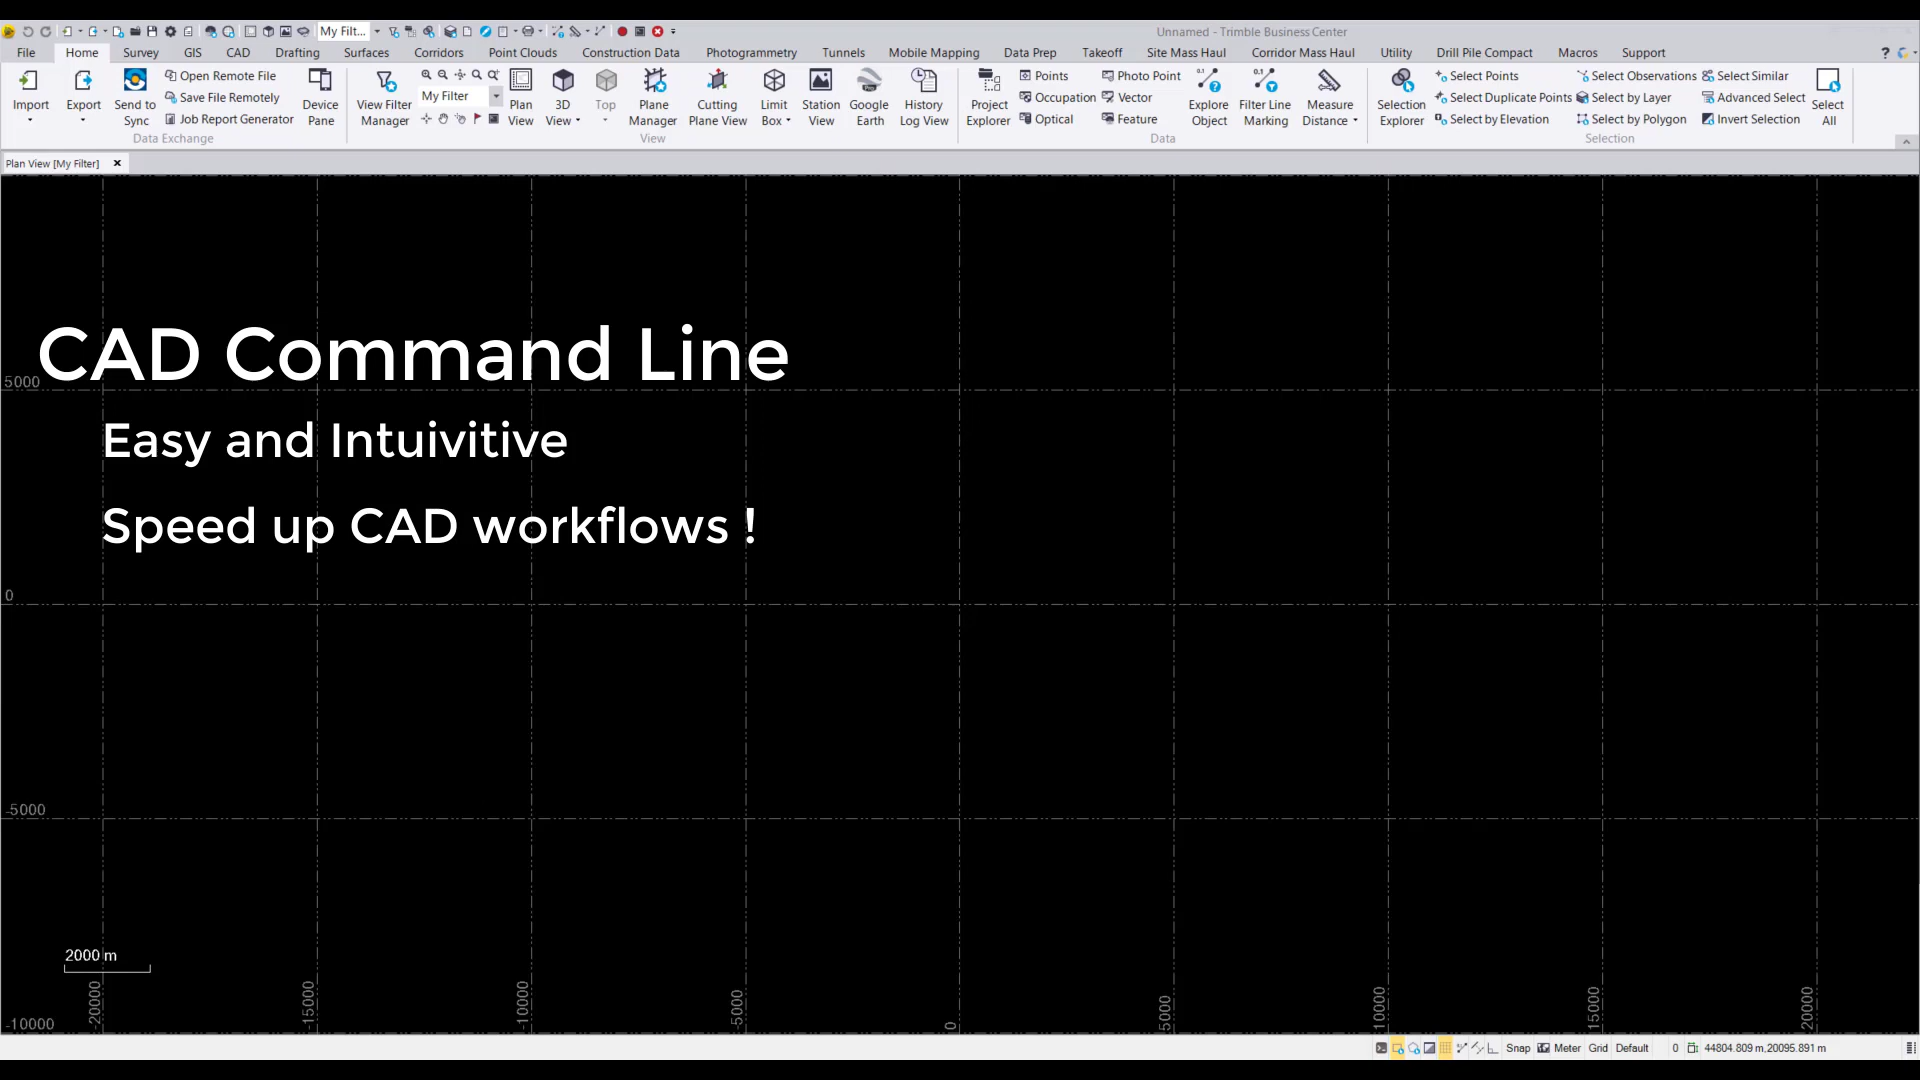 My Filt...
Unnamed - Trimble Business Center
File Home Survey GIS CAD Drafting Surfaces Corridors Point Clouds Construction Data Photogrammetry Tunnels Mobile Mapping Data Prep Takeoff Site Mass Haul Corridor Mass Haul Utility Drill Pile Compact Macros Support
Import
Export
Send to
Sync
Open Remote File
Save File Remotely
Job Report Generator
Device
Pane
Data Exchange
View Filter
Manager
My Filter
Plan
View
3D
View
Top
Plane
Manager
Cutting
Plane View
Limit
Box
Station
View
Google
Earth
History
Log View
View
Project
Explorer
Points
Occupation
Optical
Photo Point
Vector
Feature
Explore
Object
Filter Line
Marking
Measure
Distance
Data
Selection
Explorer
Select Points
Select Duplicate Points
Select by Elevation
Select Observations
Select by Layer
Select by Polygon
Select Similar
Advanced Select
Invert Selection
Select
All
Selection
Plan View [My Filter]
CAD Command Line
5000
Easy and Intuivitive
Speed up CAD workflows !
0
-5000
2000 m
-10000
-20000
-15000
-10000
-5000
0
5000
10000
15000
20000
Snap Meter Grid Default 0 44804.809 m,20095.891 m